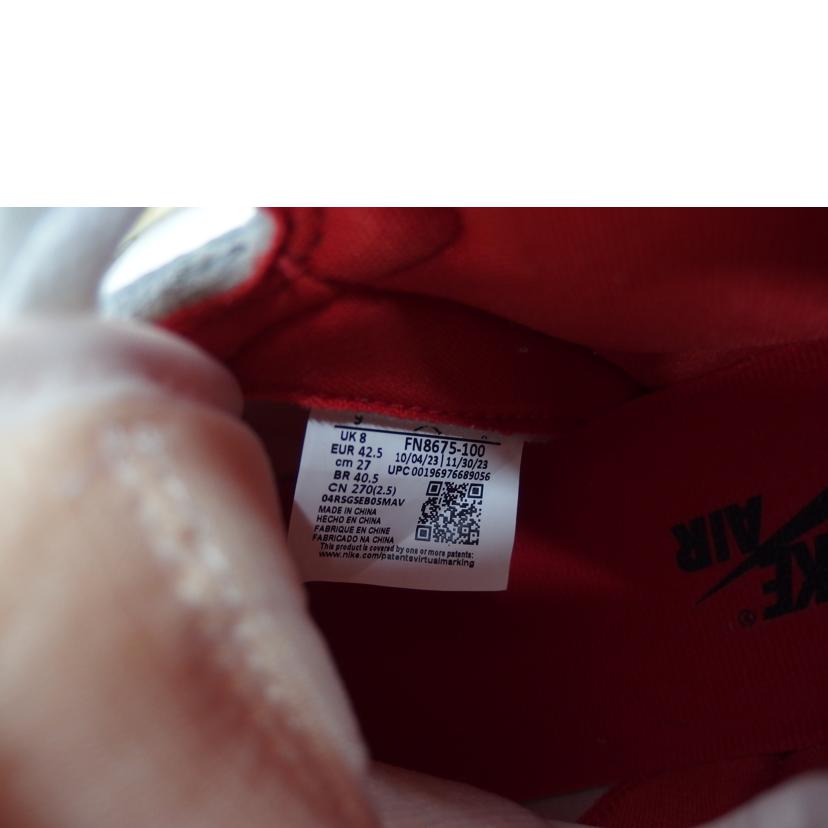 9
UK 8
EUR 42.5
cm 27
BR 40.5
CN 270(2.5)
FN8675-100
10/04/23 | 11/30/23
UPC 00196976689056
04RSGSEB05MAV
MADE IN CHINA
HECHO EN CHINA
FABRIQUE EN CHINE
FABRICADO NA CHINA
This product is covered by one or more patents:
www.nike.com/patentsvirtualmarking
AIR